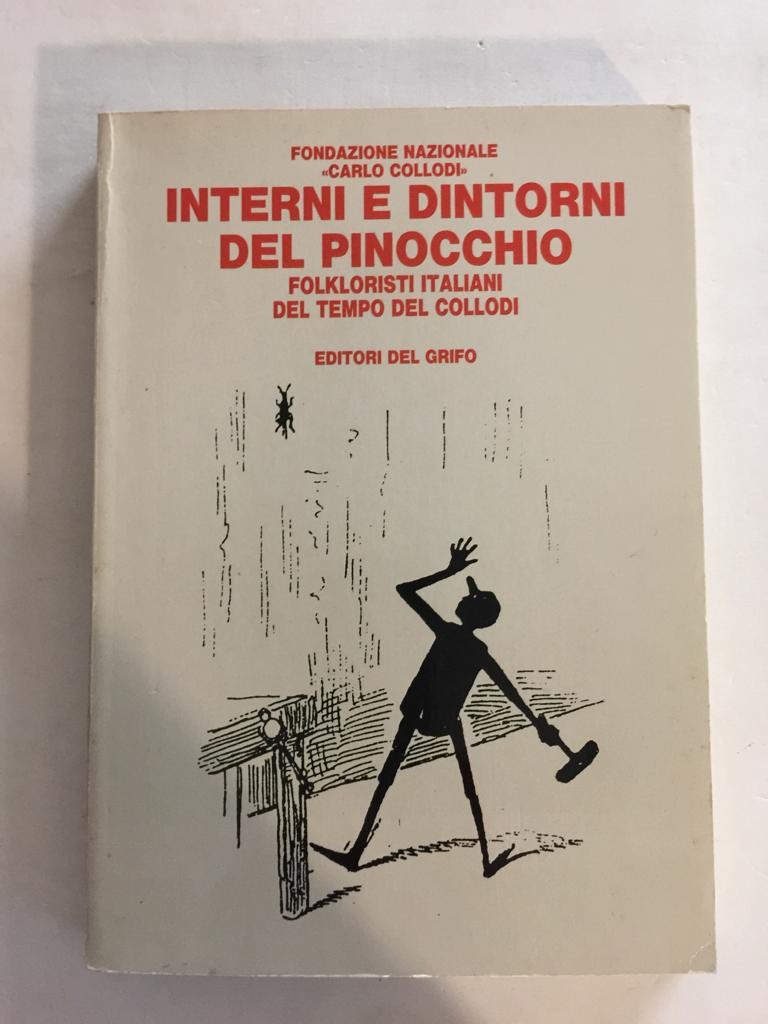 FONDAZIONE NAZIONALE
«CARLO COLLODI»
INTERNI E DINTORNI
DEL PINOCCHIO
FOLKLORISTI ITALIANI
DEL TEMPO DEL COLLODI
EDITORI DEL GRIFO